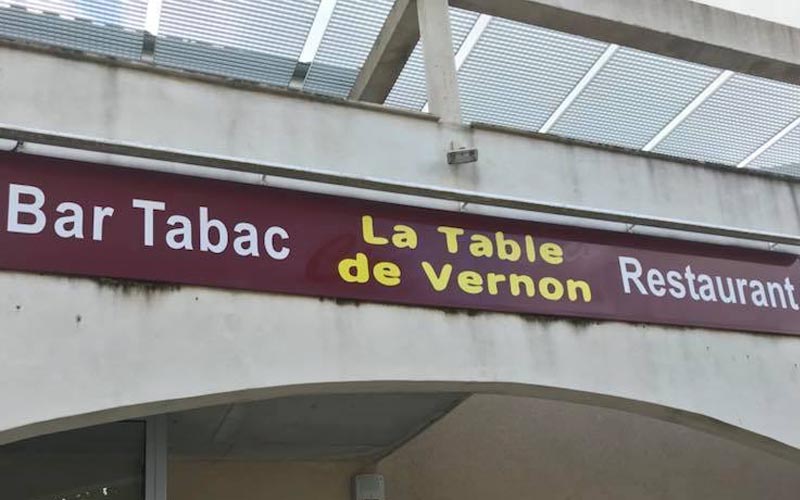 Bar Tabac
La Table
de Vernon
Restaurant